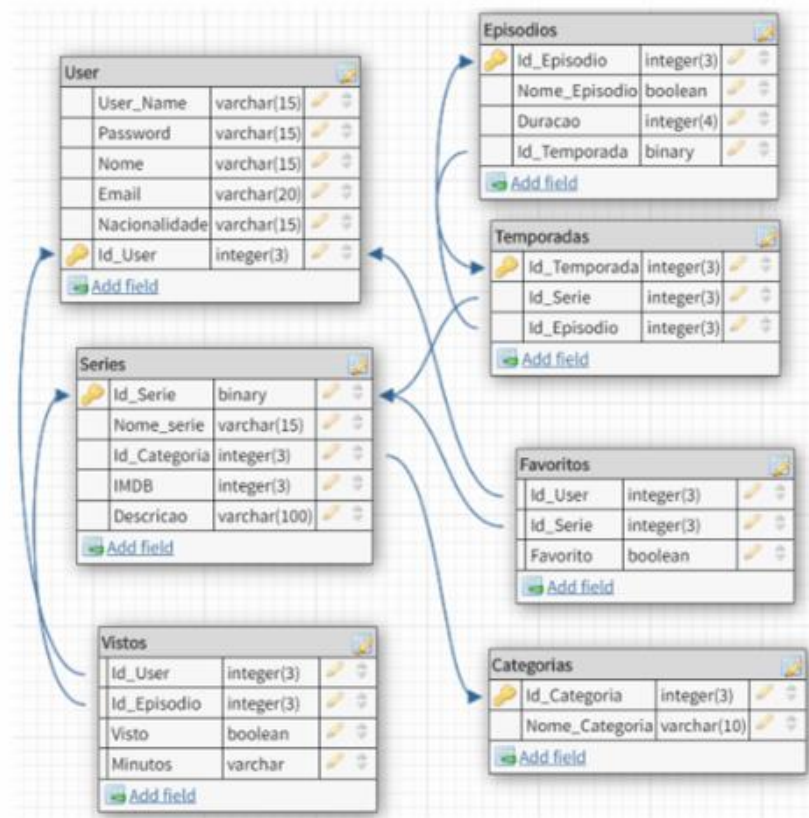 User
User_Name varchar(15)
Password varchar(15)
Nome varchar(15)
Email varchar(20)
Nacionalidade varchar(15)
Id_User integer(3)
Add field
Episodios
Id_Episodio integer(3)
Nome_Episodio boolean
Duracao integer(4)
Id_Temporada binary
Add field
Temporadas
Id_Temporada integer(3)
Id_Serie integer(3)
Id_Episodio integer(3)
Add field
Series
Id_Serie binary
Nome_serie varchar(15)
Id_Categoria integer(3)
IMDB integer(3)
Descricao varchar(100)
Add field
Favoritos
Id_User integer(3)
Id_Serie integer(3)
Favorito boolean
Add field
Vistos
Id_User integer(3)
Id_Episodio integer(3)
Visto boolean
Minutos varchar
Add field
Categorias
Id_Categoria integer(3)
Nome_Categoria varchar(10)
Add field